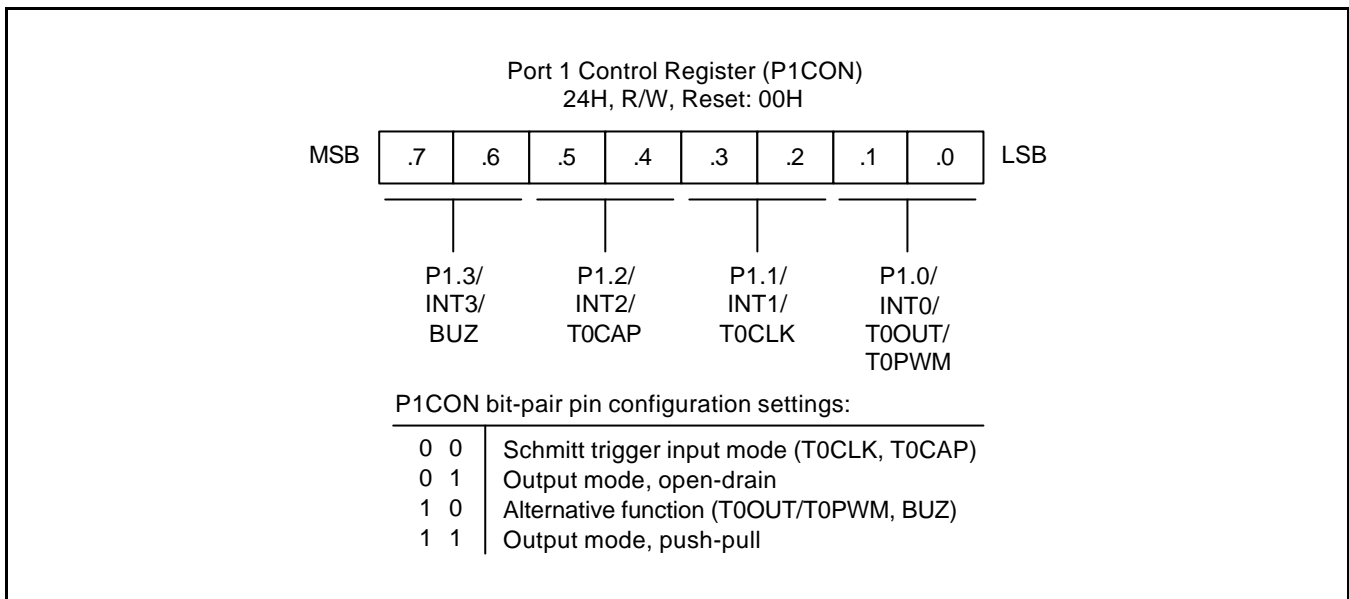 Port 1 Control Register (P1CON)
24H, R/W, Reset: 00H
MSB .7 .6 .5 .4 .3 .2 .1 .0 LSB
P1.3/ P1.2/ P1.1/ P1.0/
INT3/ INT2/ INT1/ INT0/
BUZ T0CAP T0CLK T0OUT/
T0PWM
P1CON bit-pair pin configuration settings:
0 0 Schmitt trigger input mode (T0CLK, T0CAP)
0 1 Output mode, open-drain
1 0 Alternative function (T0OUT/T0PWM, BUZ)
1 1 Output mode, push-pull